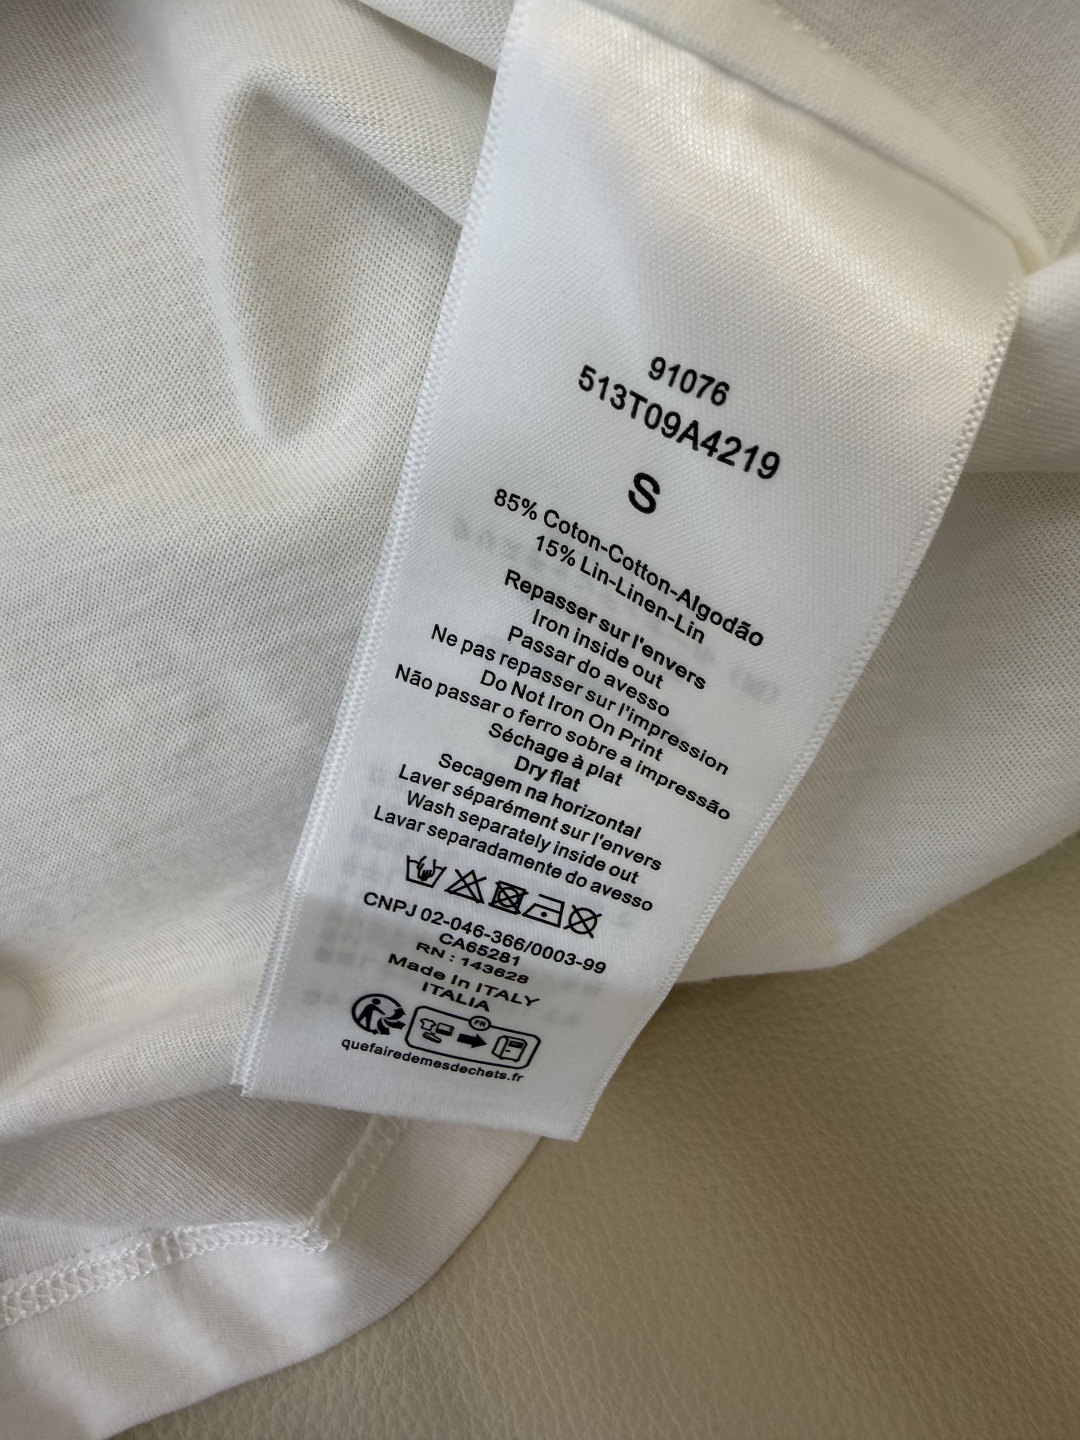 91076
513T09A4219
S
85% Coton-Cotton-Algodão
15% Lin-Linen-Lin
Repasser sur l'envers
Iron inside out
Passar do avesso
Ne pas repasser sur l'impression
Do Not Iron On Print
Não passar o ferro sobre a impressão
Séchage à plat
Dry flat
Secagem na horizontal
Laver séparément sur l'envers
Wash separately inside out
Lavar separadamente do avesso
CNPJ 02-046-366/0003-99
CA65281
RN : 143628
Made In ITALY
ITALIA
FR
quefairedemesdechets.fr